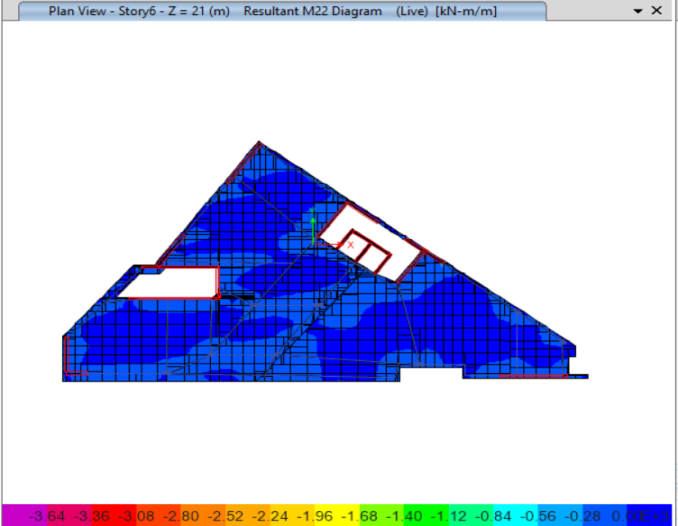 Plan View - Story6 - Z = 21 (m) Resultant M22 Diagram (Live) [kN-m/m]
X
-3.64 -3.36 -3.08 -2.80 -2.52 -2.24 -1.96 -1.68 -1.40 -1.12 -0.84 -0.56 -0.28